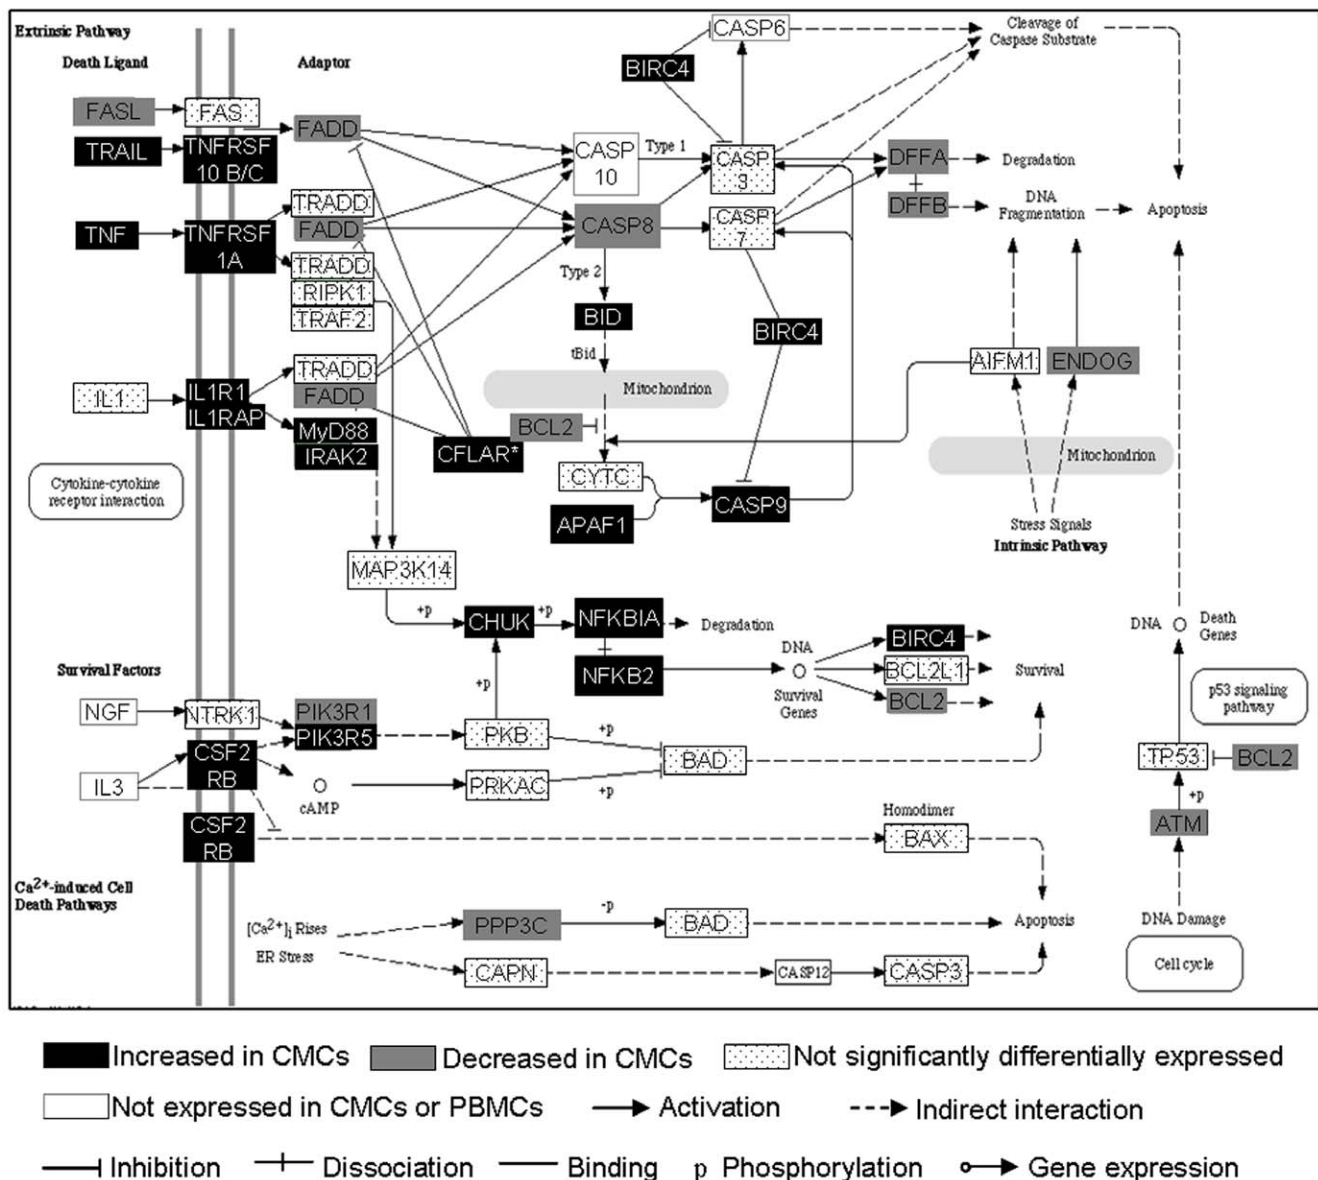 Extrinsic Pathway
Death Ligand
Adaptor
FASL
FAS
FADD
TRAIL
TNFRSF
10 B/C
TRADD
FADD
TNF
TNFRSF
1A
TRADD
RIPK1
TRAF2
TRADD
FADD
IL1
IL1R1
IL1RAP
MyD88
IRAK2
Cytokine-cytokine
receptor interaction
CASP6
BIRC4
CASP
10
Type 1
CASP
3
CASP8
CASP
7
Type 2
BID
tBid
Mitochondrion
BIRC4
BCL2
CFLAR*
CYTC
APAF1
CASP9
Cleavage of
Caspase Substrate
DFFA
Degradation
DFFB
DNA
Fragmentation
Apoptosis
AIFM1
ENDOG
Mitochondrion
Stress Signals
Intrinsic Pathway
MAP3K14
+p
CHUK
+p
NFKBIA
Degradation
NFKB2
DNA
Survival
Genes
BIRC4
BCL2L1
Survival
BCL2
DNA
Death
Genes
p53 signaling
pathway
TP53
BCL2
+p
ATM
DNA Damage
Cell cycle
Survival Factors
NGF
NTRK1
PIK3R1
PIK3R5
+p
PKB
+p
BAD
IL3
CSF2
RB
cAMP
PRKAC
+p
CSF2
RB
Homodimer
BAX
Ca2+-induced Cell
Death Pathways
[Ca2+]i Rises
ER Stress
PPP3C
-p
BAD
Apoptosis
CAPN
CASP12
CASP3
Increased in CMCs
Decreased in CMCs
Not significantly differentially expressed
Not expressed in CMCs or PBMCs
Activation
Indirect interaction
Inhibition
Dissociation
Binding
p Phosphorylation
Gene expression